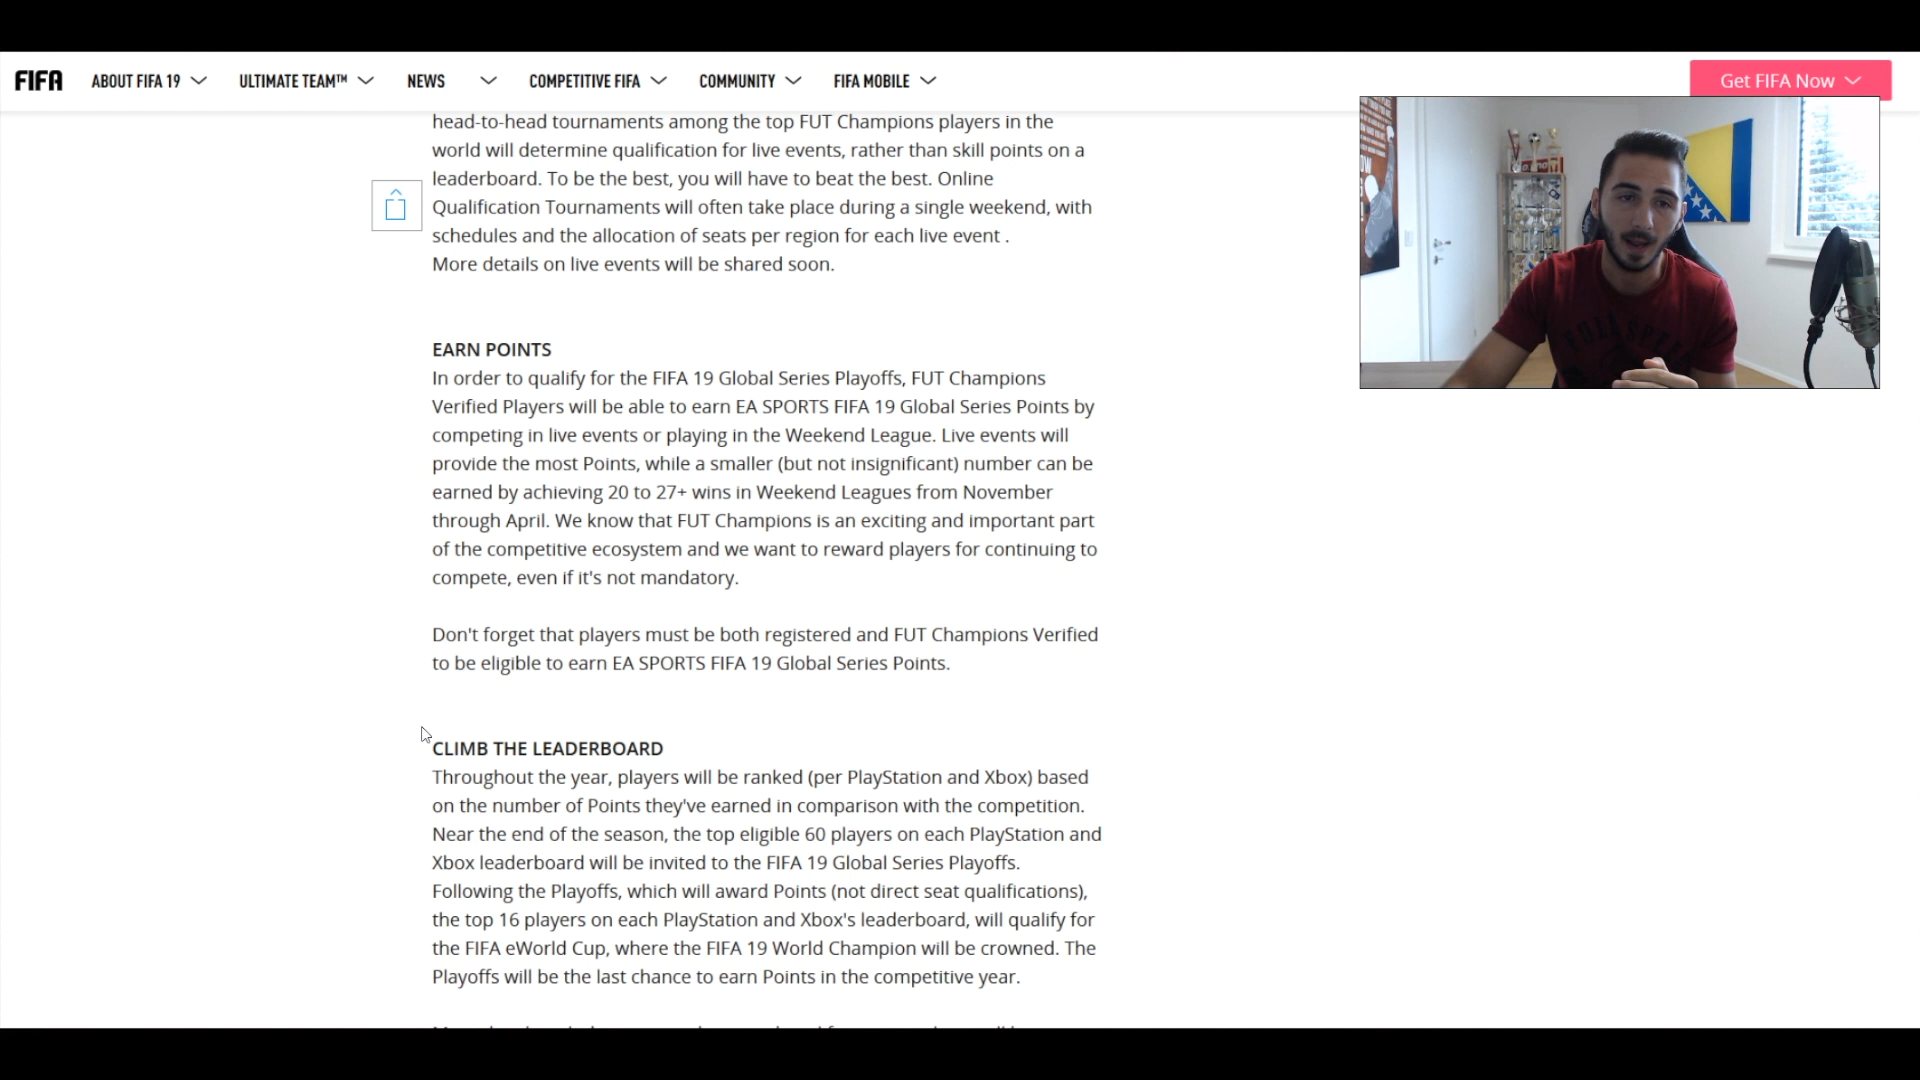 FIFA ABOUT FIFA 19 ULTIMATE TEAM™ NEWS COMPETITIVE FIFA COMMUNITY FIFA MOBILE Get FIFA Now
head-to-head tournaments among the top FUT Champions players in the
world will determine qualification for live events, rather than skill points on a
leaderboard. To be the best, you will have to beat the best. Online
Qualification Tournaments will often take place during a single weekend, with
schedules and the allocation of seats per region for each live event .
More details on live events will be shared soon.
EARN POINTS
In order to qualify for the FIFA 19 Global Series Playoffs, FUT Champions
Verified Players will be able to earn EA SPORTS FIFA 19 Global Series Points by
competing in live events or playing in the Weekend League. Live events will
provide the most Points, while a smaller (but not insignificant) number can be
earned by achieving 20 to 27+ wins in Weekend Leagues from November
through April. We know that FUT Champions is an exciting and important part
of the competitive ecosystem and we want to reward players for continuing to
compete, even if it's not mandatory.
Don't forget that players must be both registered and FUT Champions Verified
to be eligible to earn EA SPORTS FIFA 19 Global Series Points.
CLIMB THE LEADERBOARD
Throughout the year, players will be ranked (per PlayStation and Xbox) based
on the number of Points they've earned in comparison with the competition.
Near the end of the season, the top eligible 60 players on each PlayStation and
Xbox leaderboard will be invited to the FIFA 19 Global Series Playoffs.
Following the Playoffs, which will award Points (not direct seat qualifications),
the top 16 players on each PlayStation and Xbox's leaderboard, will qualify for
the FIFA eWorld Cup, where the FIFA 19 World Champion will be crowned. The
Playoffs will be the last chance to earn Points in the competitive year.